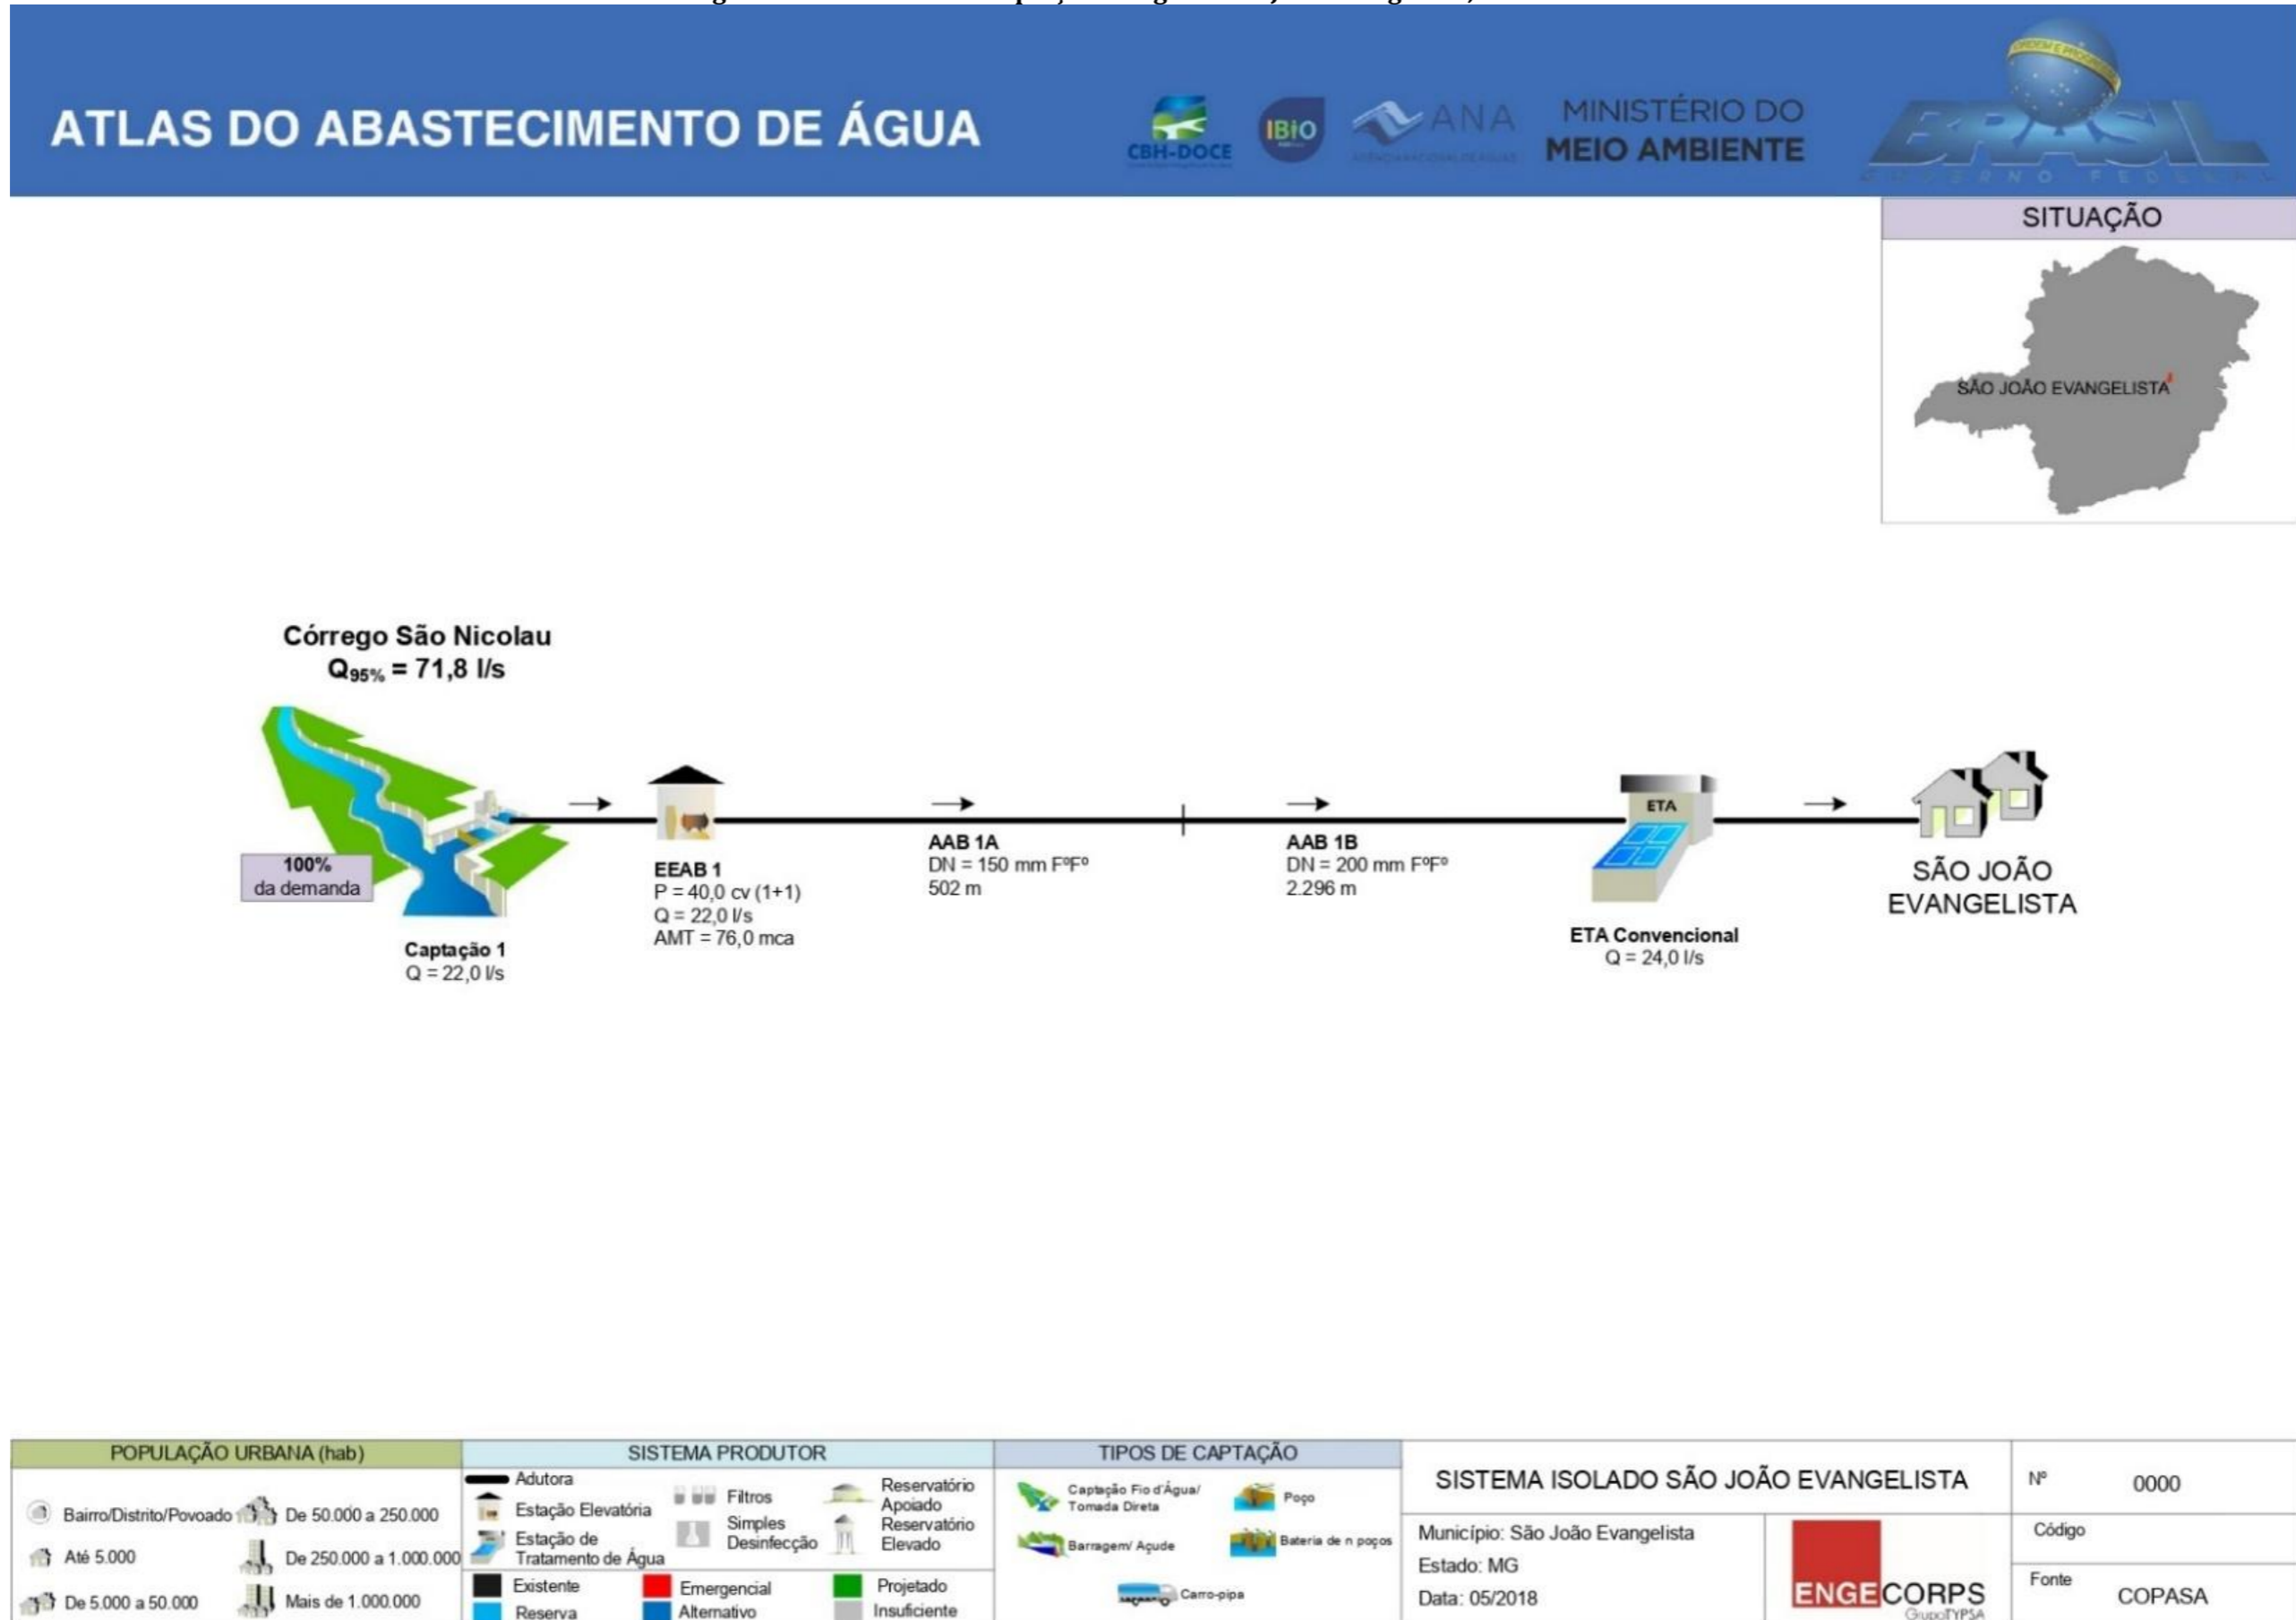 ATLAS DO ABASTECIMENTO DE ÁGUA
CBH-DOCE
IBiO
ANA
MINISTÉRIO DO
MEIO AMBIENTE
ORDEM E PROGRESSO
BRASIL
GOVERNO FEDERAL
SITUAÇÃO
SÃO JOÃO EVANGELISTA
Córrego São Nicolau
Q95% = 71,8 l/s
100%
da demanda
Captação 1
Q = 22,0 l/s
EEAB 1
P = 40,0 cv (1+1)
Q = 22,0 l/s
AMT = 76,0 mca
AAB 1A
DN = 150 mm FºFº
502 m
AAB 1B
DN = 200 mm FºFº
2.296 m
ETA
ETA Convencional
Q = 24,0 l/s
SÃO JOÃO
EVANGELISTA
POPULAÇÃO URBANA (hab)
Bairro/Distrito/Povoado
De 50.000 a 250.000
Até 5.000
De 250.000 a 1.000.000
De 5.000 a 50.000
Mais de 1.000.000
SISTEMA PRODUTOR
Adutora
Estação Elevatória
Estação de
Tratamento de Água
Filtros
Simples
Desinfecção
Reservatório
Apoiado
Reservatório
Elevado
Existente
Emergencial
Projetado
Reserva
Alternativo
Insuficiente
TIPOS DE CAPTAÇÃO
Captação Fio d'Água/
Tomada Direta
Poço
Barragem/ Açude
Bateria de n poços
Carro-pipa
SISTEMA ISOLADO SÃO JOÃO EVANGELISTA
Município: São João Evangelista
Estado: MG
Data: 05/2018
ENGECORPS
GrupoTYPSA
Nº 0000
Código
Fonte
COPASA